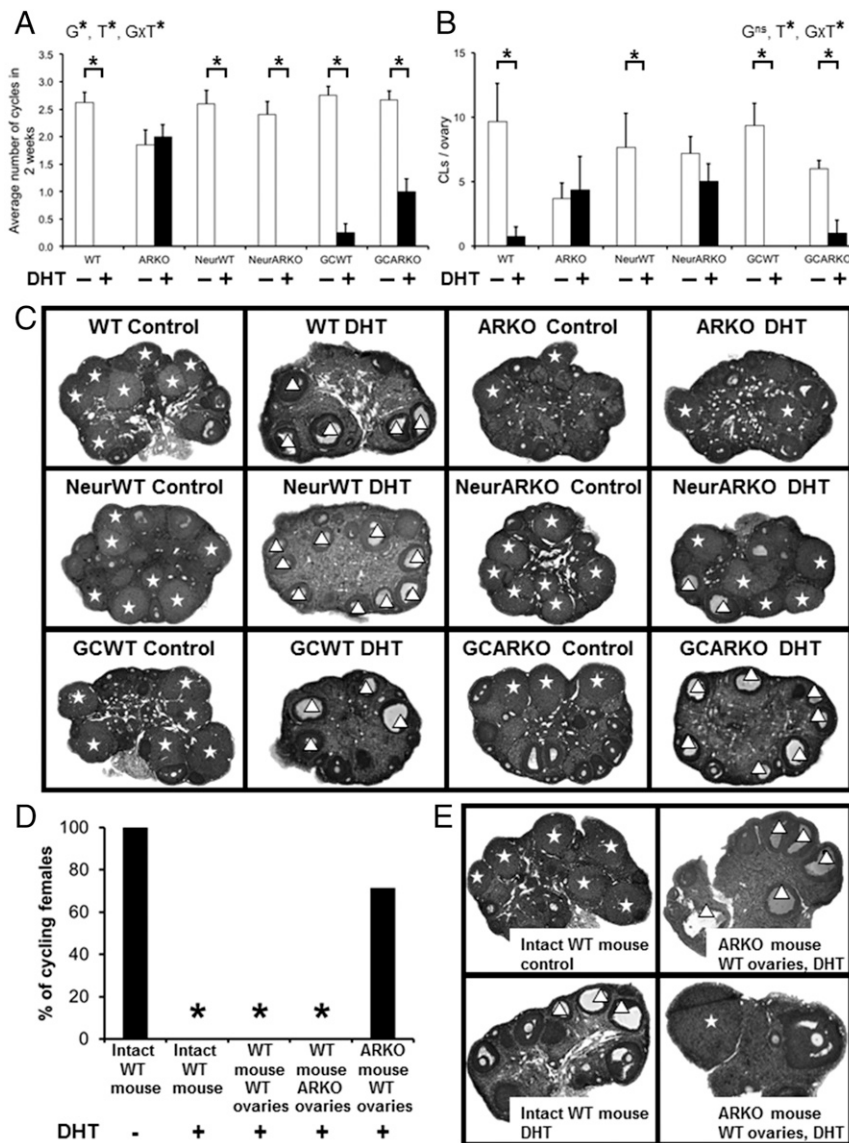 A
G*, T*, GxT*
Average number of cycles in
2 weeks
3.0
2.5
2.0
1.5
1.0
0.5
0.0
* * * * *
WT ARKO NeurWT NeurARKO GCWT GCARKO
DHT − + − + − + − + − + − +
B
Gns, T*, GxT*
CLs / ovary
15
10
5
0
* * * *
WT ARKO NeurWT NeurARKO GCWT GCARKO
DHT − + − + − + − + − + − +
C
WT Control WT DHT ARKO Control ARKO DHT
NeurWT Control NeurWT DHT NeurARKO Control NeurARKO DHT
GCWT Control GCWT DHT GCARKO Control GCARKO DHT
D
% of cycling females
100
80
60
40
20
0
* * *
Intact Intact WT WT ARKO
WT WT mouse mouse mouse
mouse mouse WT ARKO WT
ovaries ovaries ovaries
DHT - + + + +
E
Intact WT mouse
control
ARKO mouse
WT ovaries, DHT
Intact WT mouse
DHT
ARKO mouse
WT ovaries, DHT